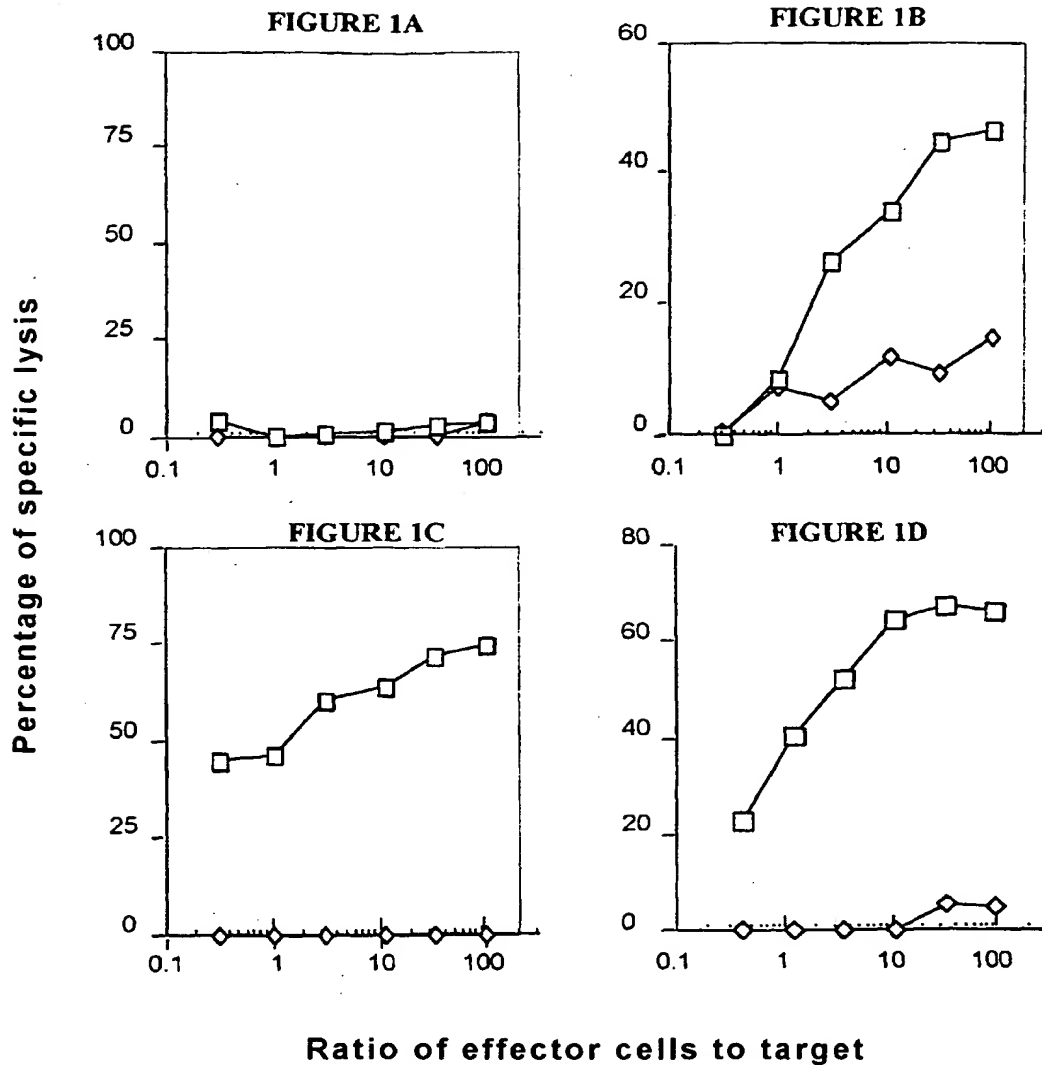 FIGURE 1A
100
75
50
25
0
0.1 1 10 100
FIGURE 1B
60
40
20
0
0.1 1 10 100
FIGURE 1C
100
75
50
25
0
0.1 1 10 100
FIGURE 1D
80
60
40
20
0
0.1 1 10 100
Percentage of specific lysis
Ratio of effector cells to target